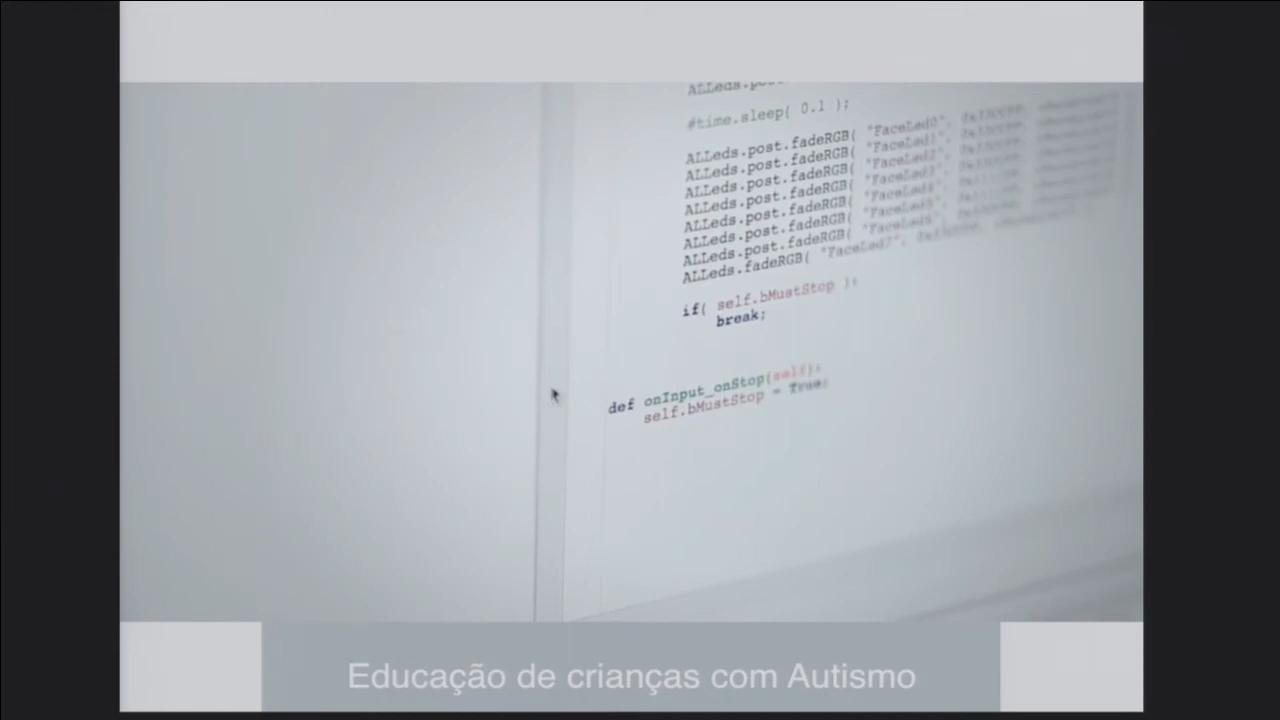 ALLeds.post.
#time.sleep( 0.1 );
ALLeds.post.fadeRGB( "FaceLed0",
ALLeds.post.fadeRGB( "FaceLed1",
ALLeds.post.fadeRGB( "FaceLed2",
ALLeds.post.fadeRGB( "FaceLed3",
ALLeds.post.fadeRGB( "FaceLed4",
ALLeds.post.fadeRGB( "FaceLed5",
ALLeds.post.fadeRGB( "FaceLed6",
ALLeds.fadeRGB( "FaceLed7",
if( self.bMustStop ):
break;
def onInput_onStop(self):
self.bMustStop = True;
Educação de crianças com Autismo